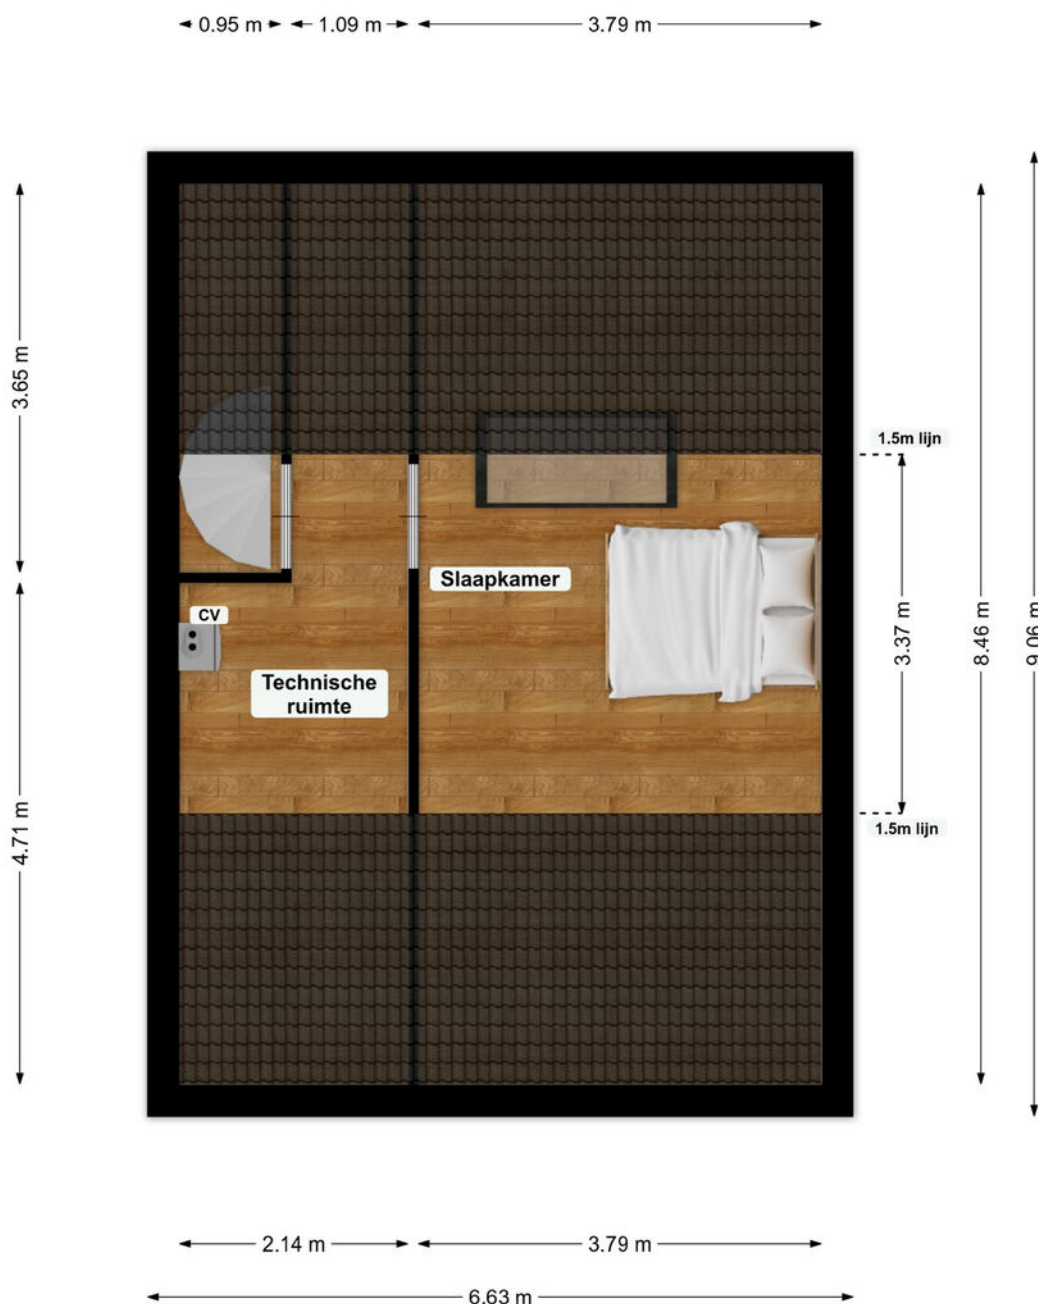 0.95 m
1.09 m
3.79 m
3.65 m
1.5m lijn
Slaapkamer
CV
Technische
ruimte
3.37 m
8.46 m
9.06 m
4.71 m
1.5m lijn
2.14 m
3.79 m
6.63 m